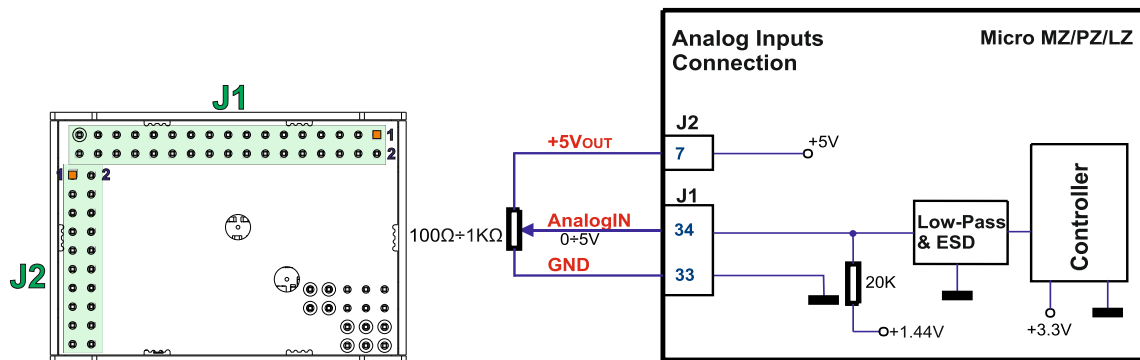 J1
1
2
1 2
J2
100Ω÷1KΩ
+5VOUT
AnalogIN
0÷5V
GND
Analog Inputs
Connection
Micro MZ/PZ/LZ
J2
7
+5V
J1
34
33
20K
+1.44V
Low-Pass
& ESD
Controller
+3.3V